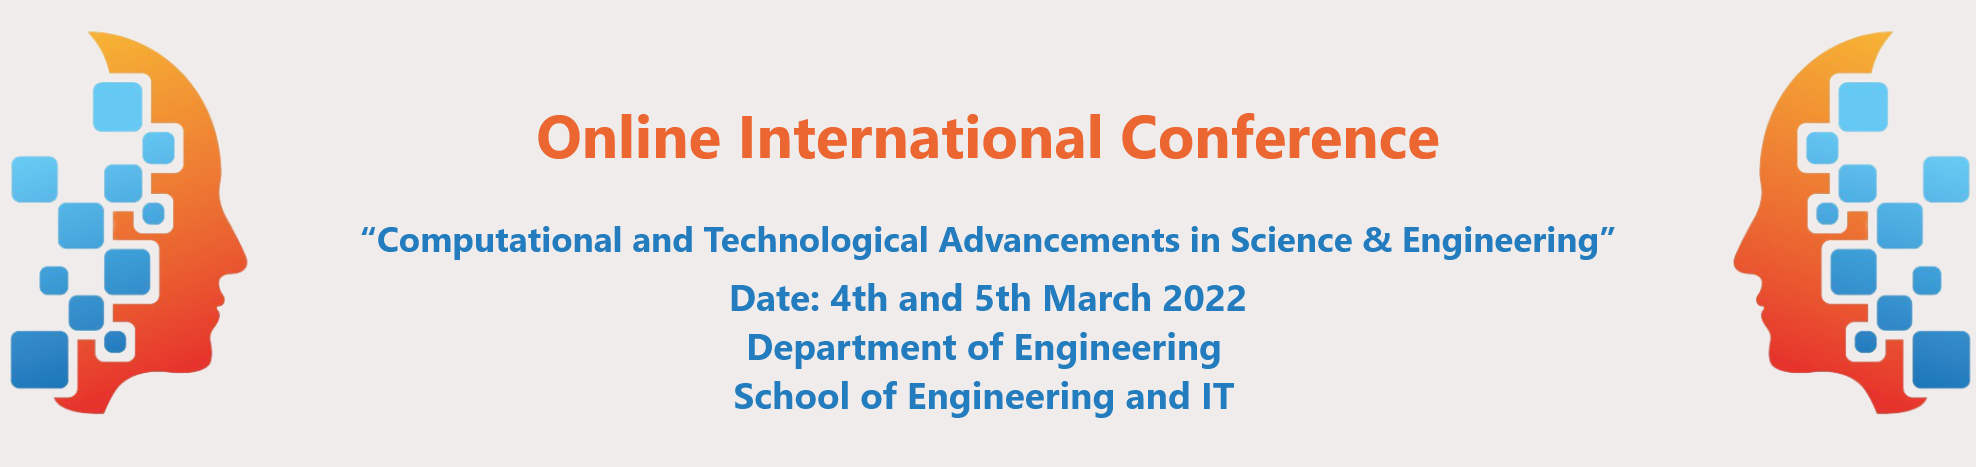 Online International Conference
“Computational and Technological Advancements in Science & Engineering”
Date: 4th and 5th March 2022
Department of Engineering
School of Engineering and IT